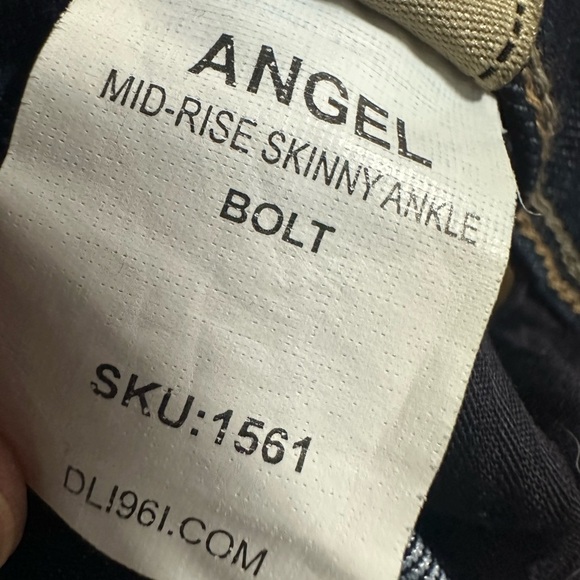 ANGEL
MID-RISE SKINNY ANKLE
BOLT
SKU:1561
DL1961.COM